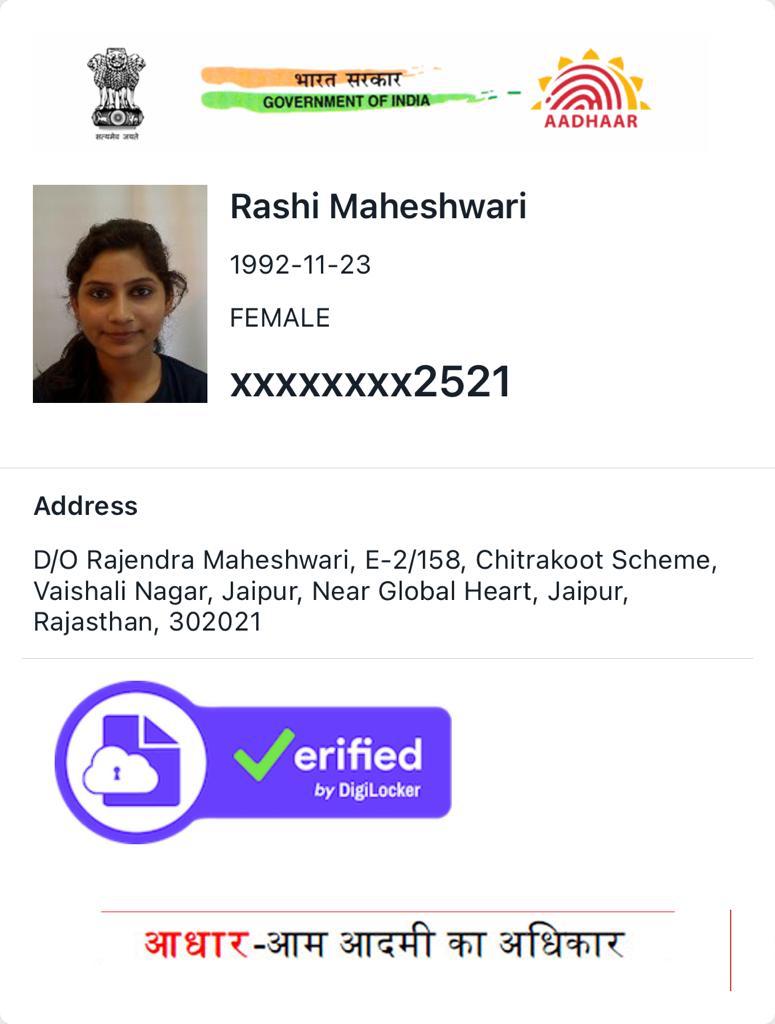 सत्यमेव जयते
भारत सरकार
GOVERNMENT OF INDIA
AADHAAR
Rashi Maheshwari
1992-11-23
FEMALE
xxxxxxxx2521
Address
D/O Rajendra Maheshwari, E-2/158, Chitrakoot Scheme,
Vaishali Nagar, Jaipur, Near Global Heart, Jaipur,
Rajasthan, 302021
Verified
by DigiLocker
आधार-आम आदमी का अधिकार